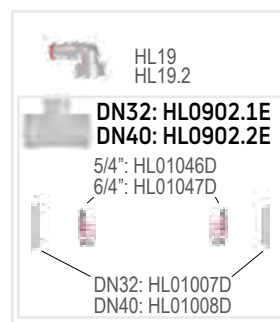 HL19
HL19.2
DN32: HL0902.1E
DN40: HL0902.2E
5/4”: HL01046D
6/4”: HL01047D
DN32: HL01007D
DN40: HL01008D